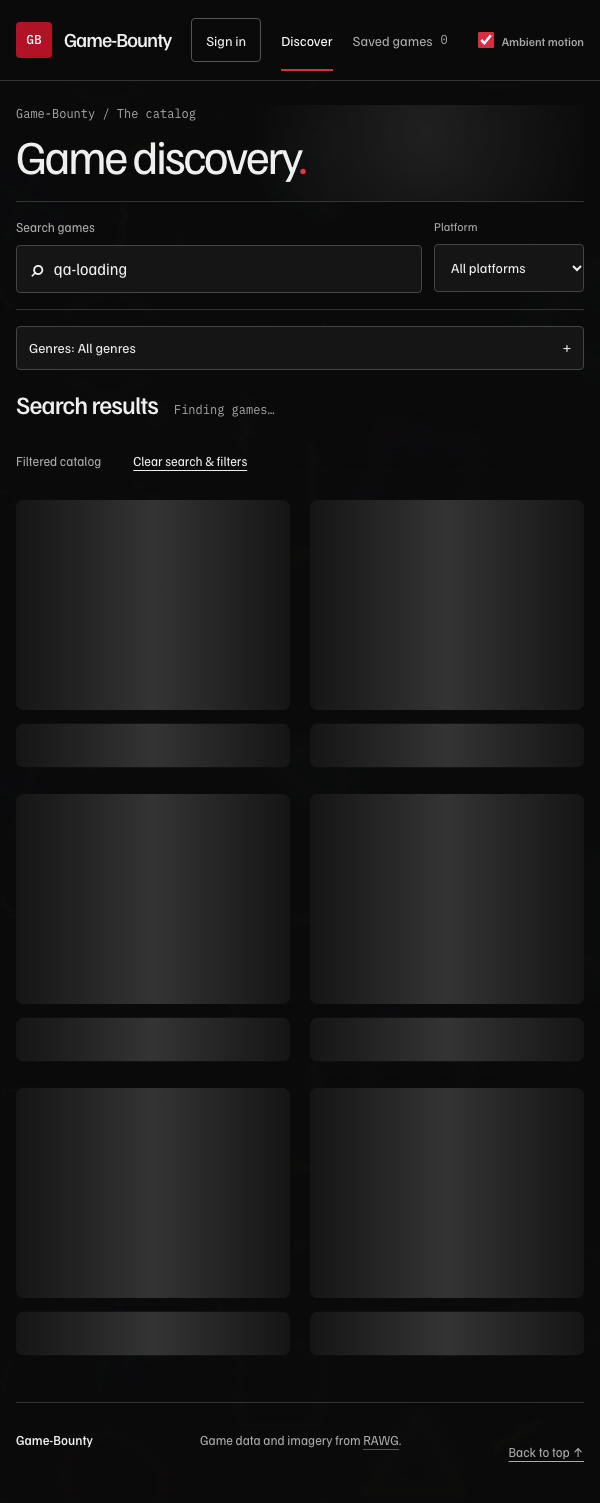 GB Game-Bounty Sign in Discover Saved games 0 Ambient motion
Game-Bounty / The catalog
Game discovery.
Search games Platform
qa-loading All platforms
Genres: All genres +
Search results Finding games…
Filtered catalog Clear search & filters
Game-Bounty Game data and imagery from RAWG.
Back to top ↑